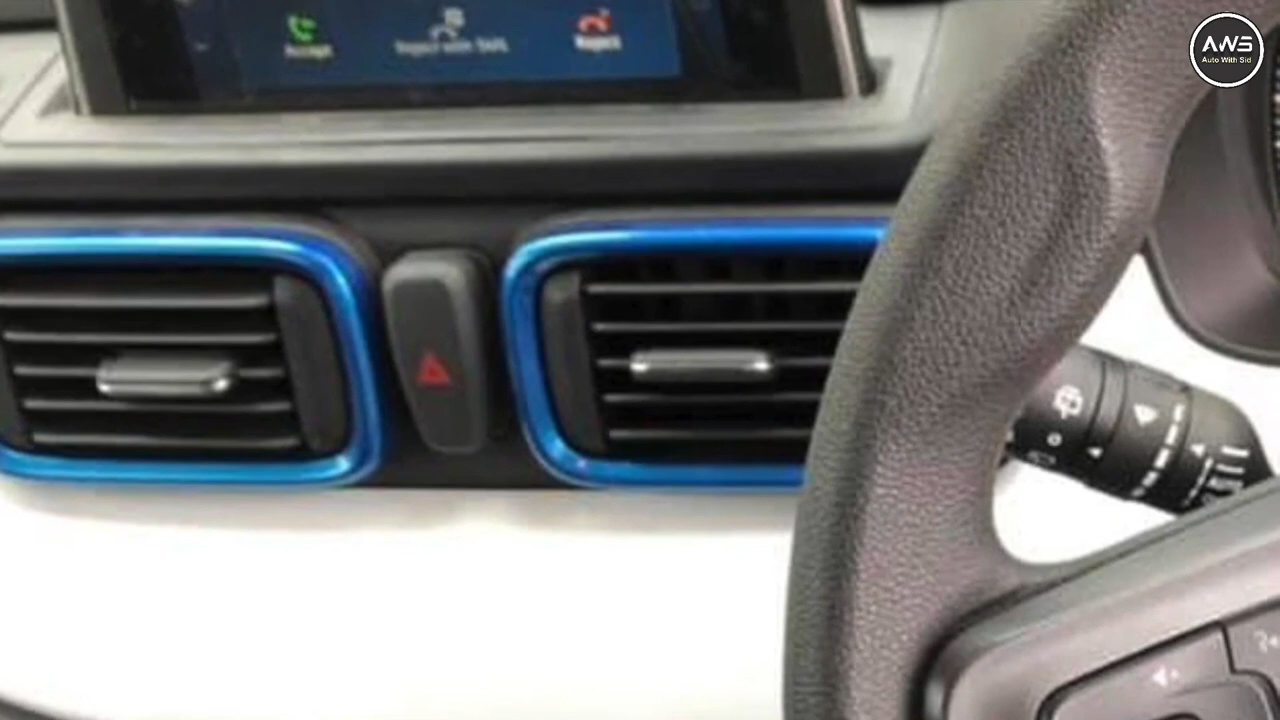 AWS
Auto With Sid
Accept
Reject with SMS
Reject